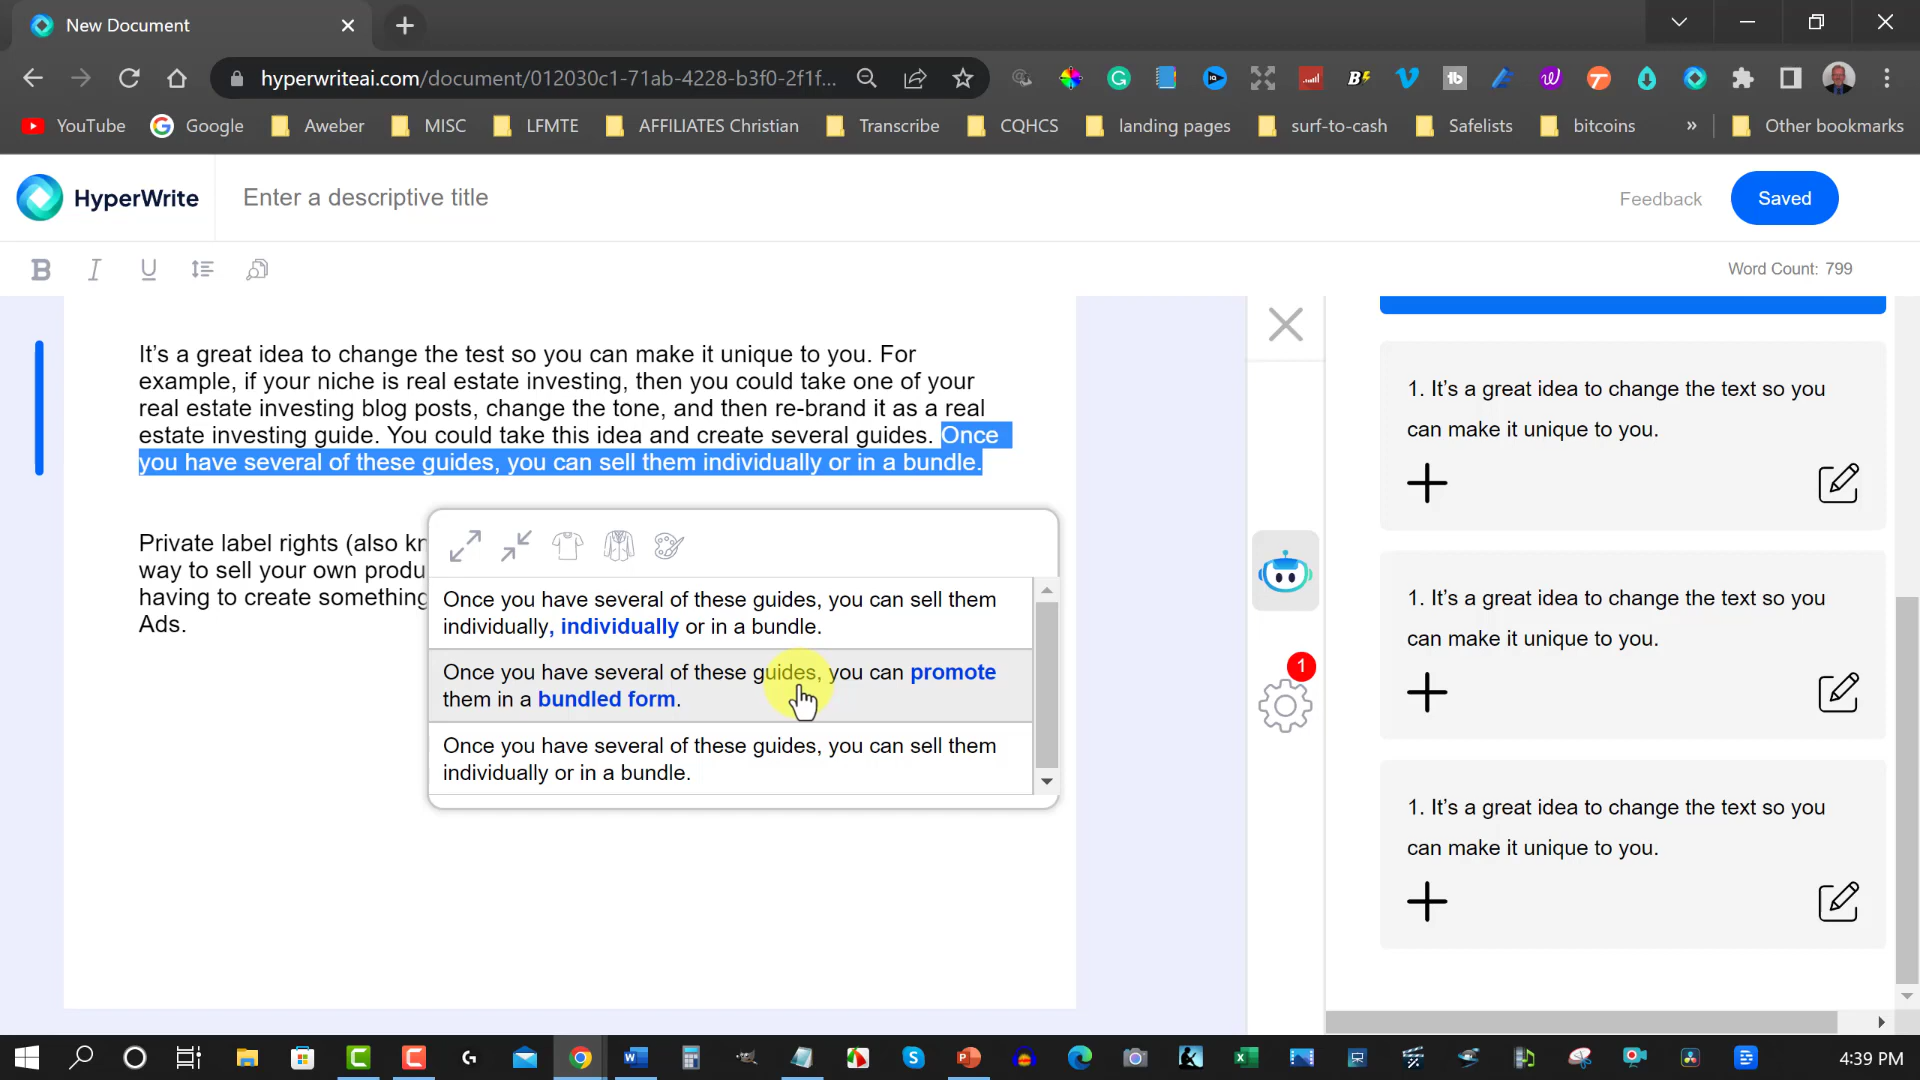 New Document
hyperwriteai.com/document/012030c1-71ab-4228-b3f0-2f1f...
YouTube
Google
Aweber
MISC
LFMTE
AFFILIATES Christian
Transcribe
CQHCS
landing pages
surf-to-cash
Safelists
bitcoins
»
Other bookmarks
HyperWrite
Enter a descriptive title
Feedback
Saved
B I U
Word Count: 799
It's a great idea to change the test so you can make it unique to you. For
example, if your niche is real estate investing, then you could take one of your
real estate investing blog posts, change the tone, and then re-brand it as a real
estate investing guide. You could take this idea and create several guides. Once
you have several of these guides, you can sell them individually or in a bundle.
Private label rights (also kn
way to sell your own produ
having to create something
Ads.
Once you have several of these guides, you can sell them
individually, individually or in a bundle.
Once you have several of these guides, you can promote
them in a bundled form.
Once you have several of these guides, you can sell them
individually or in a bundle.
1
1. It's a great idea to change the text so you
can make it unique to you.
1. It's a great idea to change the text so you
can make it unique to you.
1. It's a great idea to change the text so you
can make it unique to you.
4:39 PM